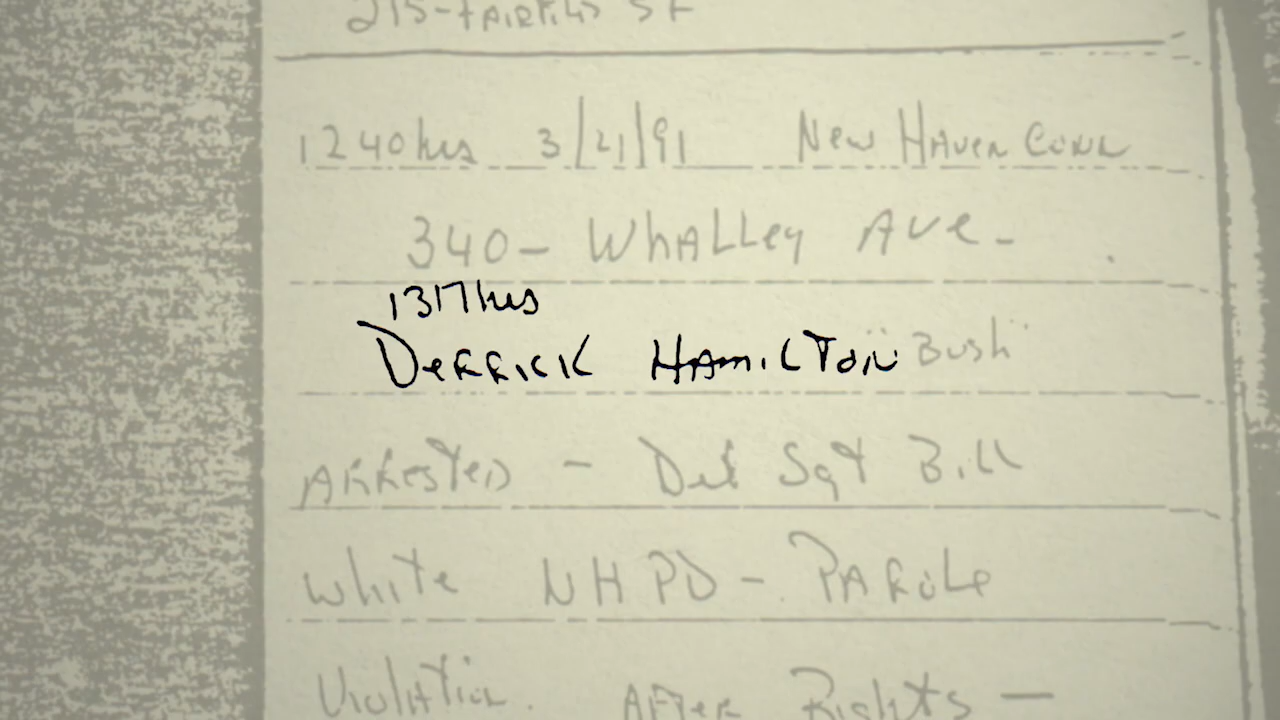 215-FAIRFIELD ST
1240hrs 3/21/91 NEW HAVEN CONN
340- WHALLEY AVE-
1317hrs
DERRICK HAMILTON "Bush"
ARRESTED - Det Sgt Bill
White NHPD - PAROLE
Violation. AFTER Rights -